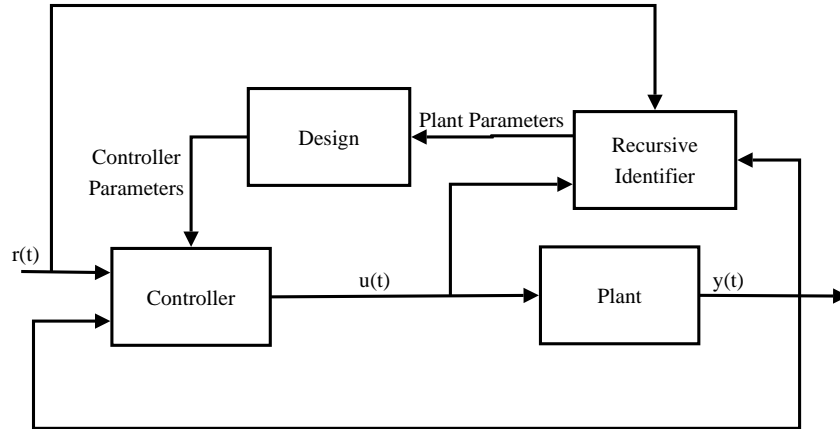 Plant Parameters
Design
Recursive
Identifier
Controller
Parameters
r(t)
Controller
u(t)
Plant
y(t)